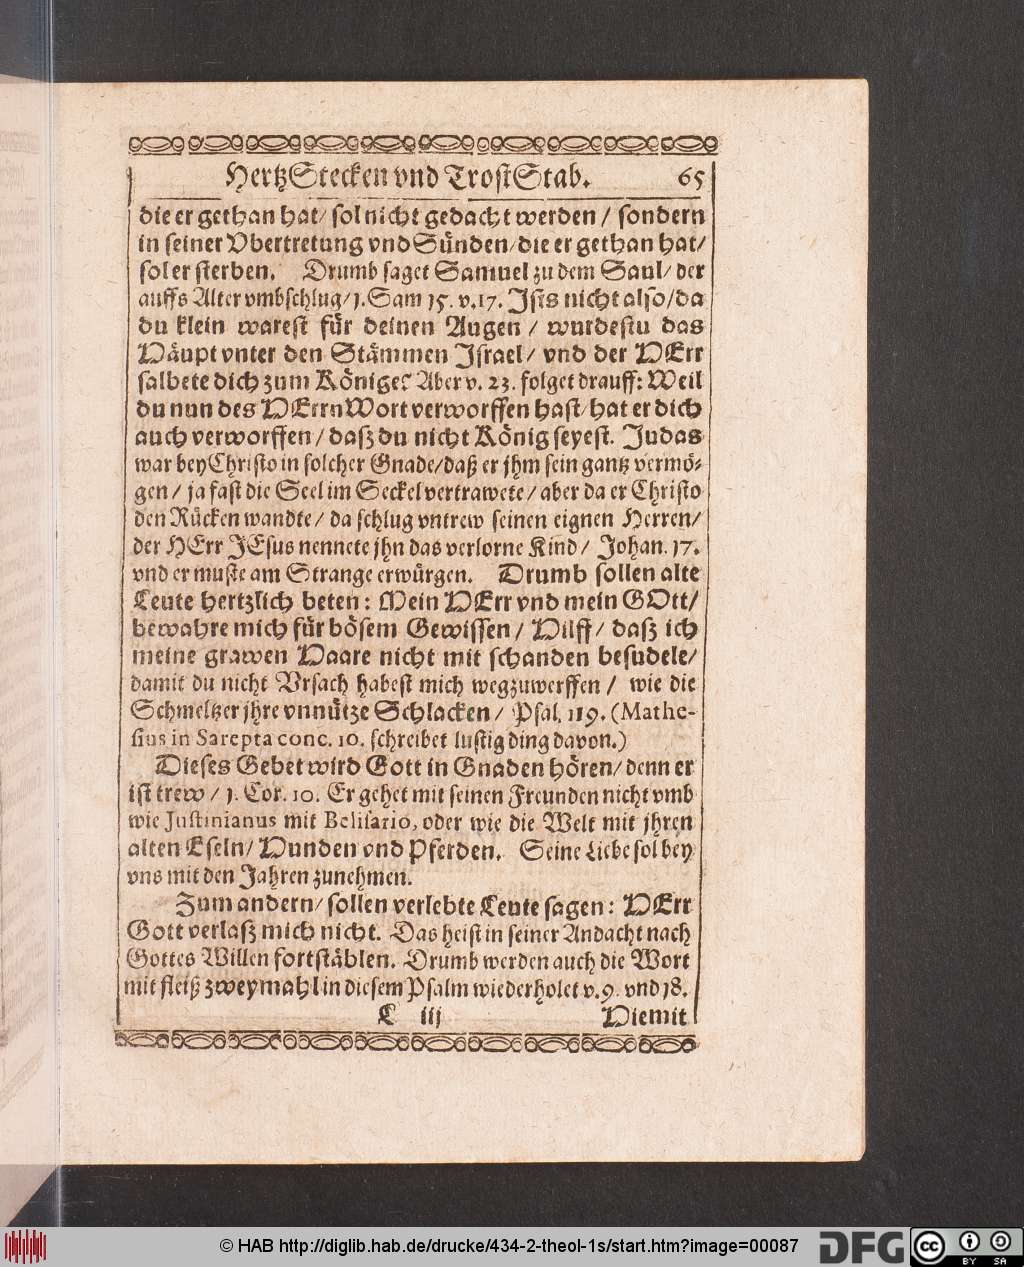 HertzStecken vnd TrostStab. 65
die er gethan hat/ sol nicht gedacht werden / sondern
in seiner Vbertretung vnd Sünden/ die er gethan hat/
sol er sterben. Drumb saget Samuel zu dem Saul/ der
auffs Alter vmbschlug/ 1. Sam 15. v. 17. Ists nicht also/ da
du klein warest für deinen Augen / wurdestu das
Häupt vnter den Stämmen Israel/ vnd der HErr
salbete dich zum Könige? Aber v. 23. folget drauff: Weil
du nun des HErrn Wort verworffen hast/ hat er dich
auch verworffen / daß du nicht König seyest. Judas
war bey Christo in solcher Gnade/ daß er jhm sein gantz vermö-
gen / ja fast die Seel im Seckel vertrawete / aber da er Christo
den Rücken wandte / da schlug vntrew seinen eignen Herren/
der HErr JEsus nennete jhn das verlorne Kind / Johan. 17.
vnd er muste am Strange erwürgen. Drumb sollen alte
Leute hertzlich beten: Mein HErr vnd mein GOtt/
bewahre mich für bösem Gewissen / Hilff / daß ich
meine grawen Haare nicht mit schanden besudele/
damit du nicht Vrsach habest mich wegzuwerffen / wie die
Schmeltzer jhre vnnütze Schlacken / Psal. 119. (Mathe-
sius in Sarepta conc. 10. schreibet lustig ding davon.)
Dieses Gebet wird Gott in Gnaden hören/ denn er
ist trew / 1. Cor. 10. Er gehet mit seinen Freunden nicht vmb
wie Justinianus mit Belisario, oder wie die Welt mit jhren
alten Eseln/ Hunden vnd Pferden. Seine Liebe sol bey
vns mit den Jahren zunehmen.
Zum andern/ sollen verlebte Leute sagen: HErr
Gott verlaß mich nicht. Das heist in seiner Andacht nach
Gottes Willen fortstäblen. Drumb werden auch die Wort
mit fleiß zweymahl in diesem Psalm wiederholet v. 9. vnd 18.
E iij Hiemit
© HAB http://diglib.hab.de/drucke/434-2-theol-1s/start.htm?image=00087 DFG cc BY SA